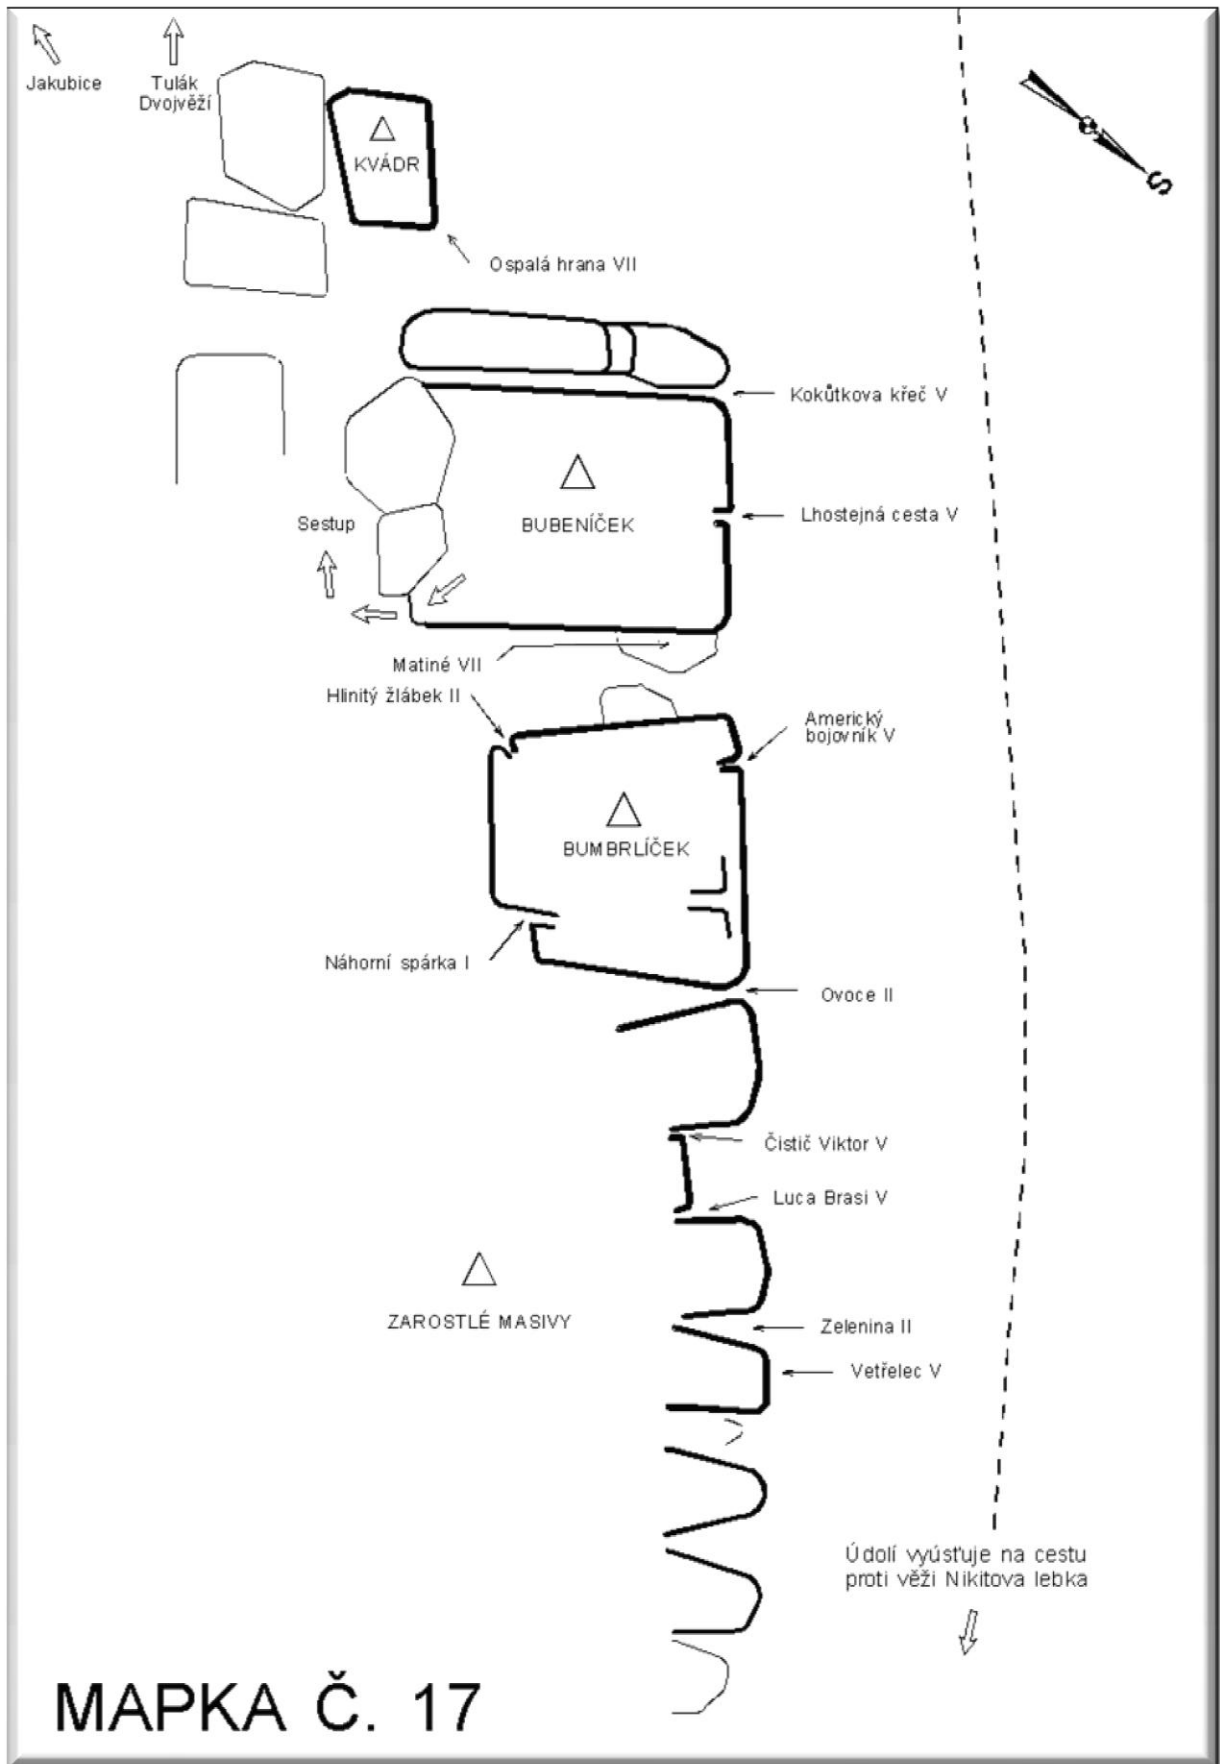 Jakubice
Tulák
Dvojvěží
KVÁDR
S
Ospalá hrana VII
Kokůtkova křeč V
Lhostejná cesta V
BUBENÍČEK
Sestup
Matiné VII
Hlinitý žlábek II
Americký
bojovník V
BUMBRLÍČEK
Náhorní spárka I
Ovoce II
Čistič Viktor V
Luca Brasi V
ZAROSTLÉ MASIVY
Zelenina II
Vetřelec V
Údolí vyúsťuje na cestu
proti věži Nikitova lebka
MAPKA Č. 17